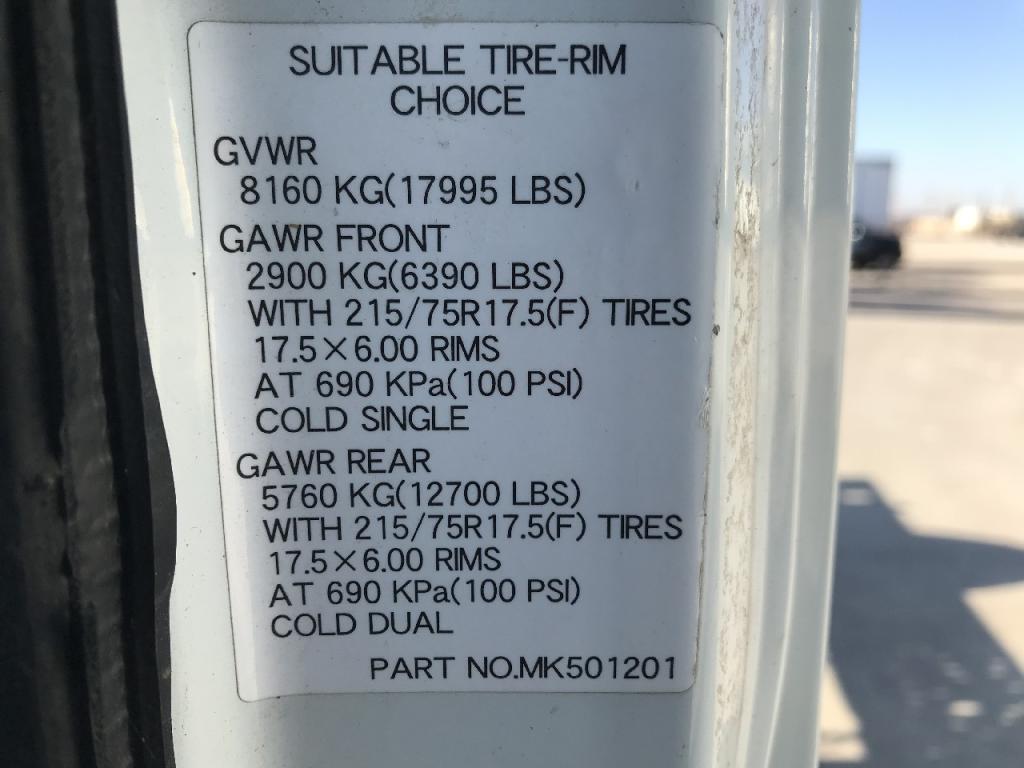 SUITABLE TIRE-RIM
CHOICE
GVWR
8160 KG(17995 LBS)
GAWR FRONT
2900 KG(6390 LBS)
WITH 215/75R17.5(F) TIRES
17.5×6.00 RIMS
AT 690 KPa(100 PSI)
COLD SINGLE
GAWR REAR
5760 KG(12700 LBS)
WITH 215/75R17.5(F) TIRES
17.5×6.00 RIMS
AT 690 KPa(100 PSI)
COLD DUAL
PART NO.MK501201